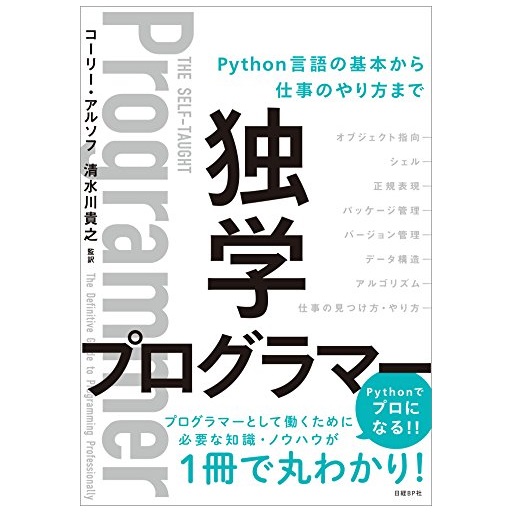 Python言語の基本から
仕事のやり方まで
コーリー・アルソフ 清水川貴之 監訳
THE SELF-TAUGHT
Programmer
The Definitive Guide to Programming Professionally
オブジェクト指向
シェル
正規表現
パッケージ管理
バージョン管理
データ構造
アルゴリズム
仕事の見つけ方・やり方
独学
プログラマー
Pythonで
プロに
なる!!
プログラマーとして働くために
必要な知識・ノウハウが
1冊で丸わかり!
日経BP社